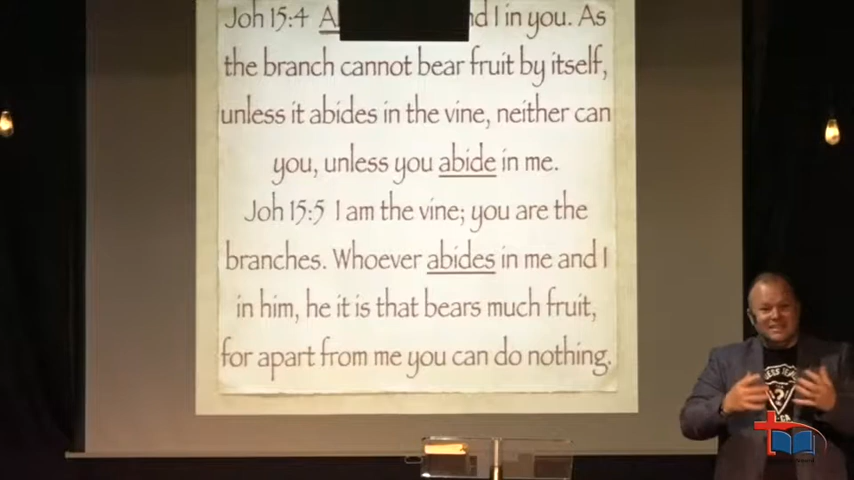 Joh 15:4 nd I in you. As
the branch cannot bear fruit by itself,
unless it abides in the vine, neither can
you, unless you abide in me.
Joh 15:5 I am the vine; you are the
branches. Whoever abides in me and I
in him, he it is that bears much fruit,
for apart from me you can do nothing.